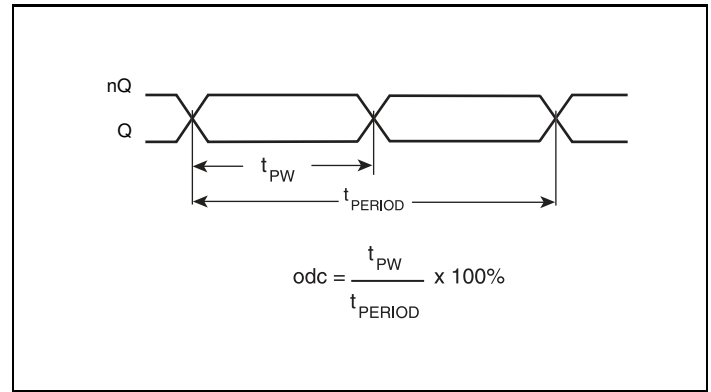 nQ
Q
tPW
tPERIOD
odc = tPW / tPERIOD x 100%